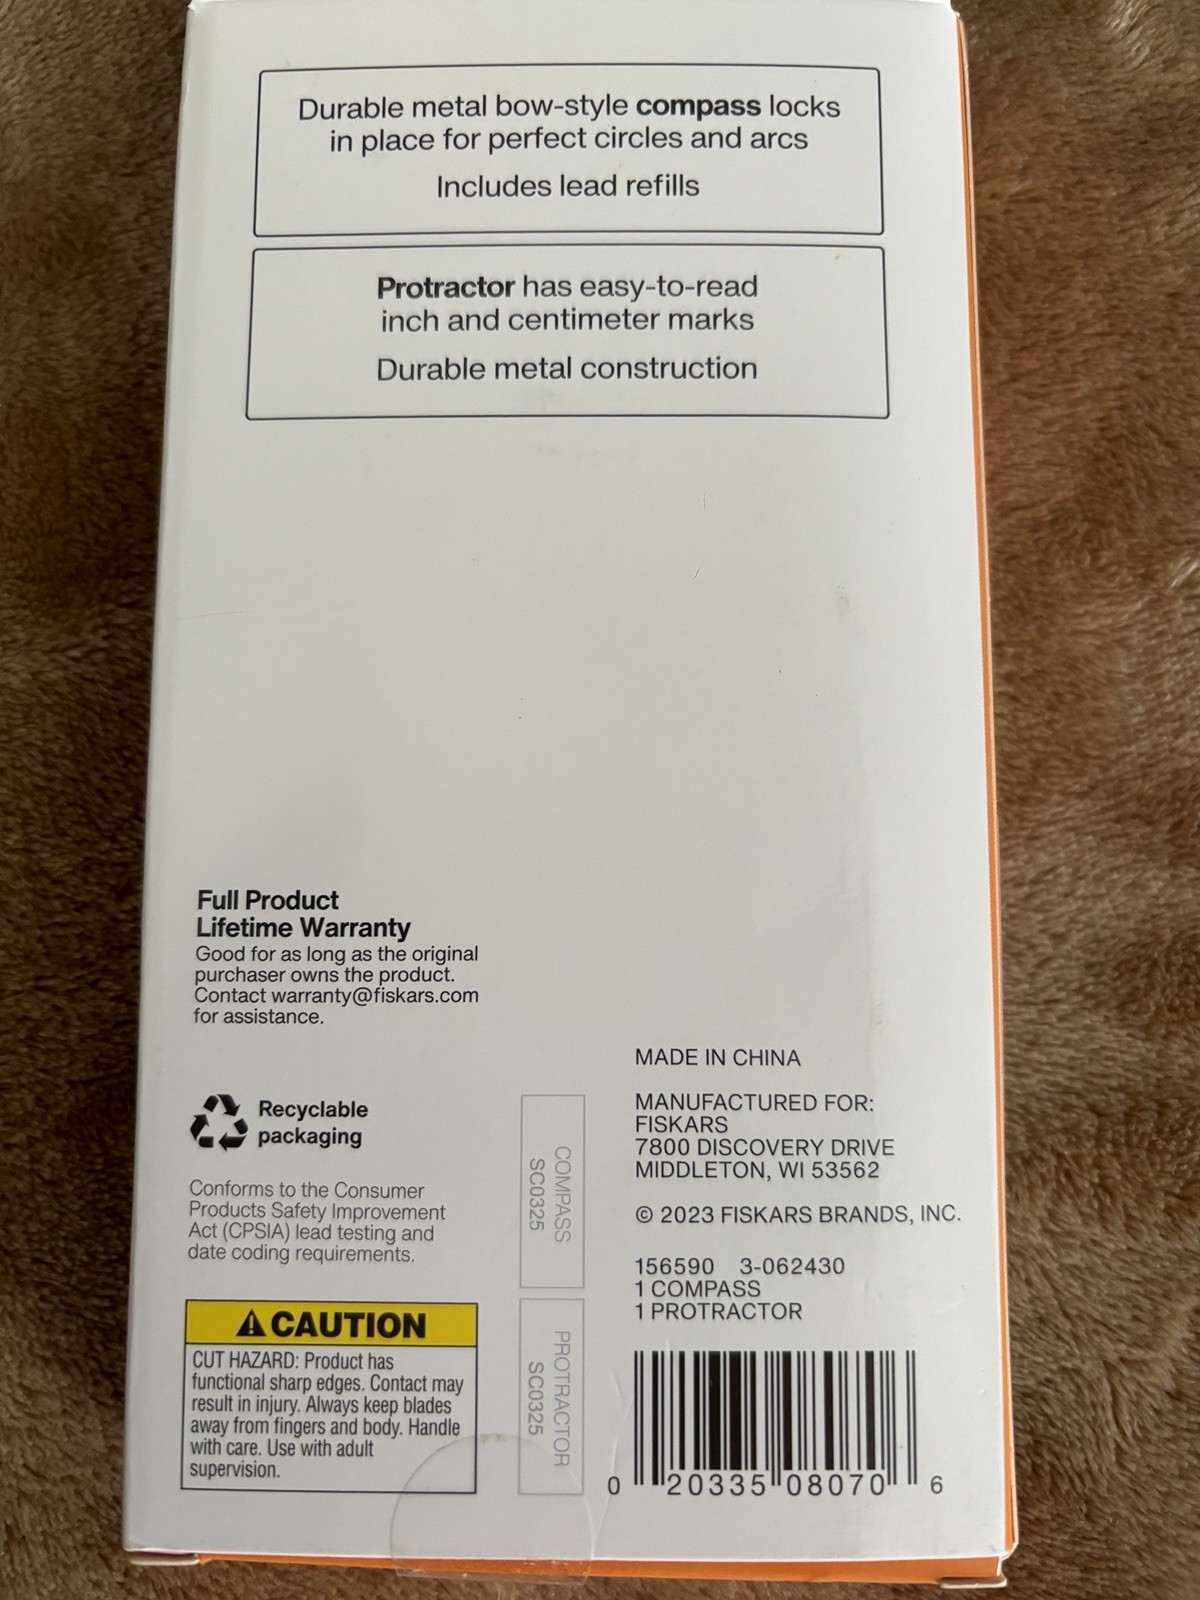 Durable metal bow-style compass locks
in place for perfect circles and arcs
Includes lead refills
Protractor has easy-to-read
inch and centimeter marks
Durable metal construction
Full Product
Lifetime Warranty
Good for as long as the original
purchaser owns the product.
Contact warranty@fiskars.com
for assistance.
Recyclable
packaging
Conforms to the Consumer
Products Safety Improvement
Act (CPSIA) lead testing and
date coding requirements.
CAUTION
CUT HAZARD: Product has
functional sharp edges. Contact may
result in injury. Always keep blades
away from fingers and body. Handle
with care. Use with adult
supervision.
COMPASS
SC0325
PROTRACTOR
SC0325
MADE IN CHINA
MANUFACTURED FOR:
FISKARS
7800 DISCOVERY DRIVE
MIDDLETON, WI 53562
© 2023 FISKARS BRANDS, INC.
156590 3-062430
1 COMPASS
1 PROTRACTOR
0 20335 08070 6